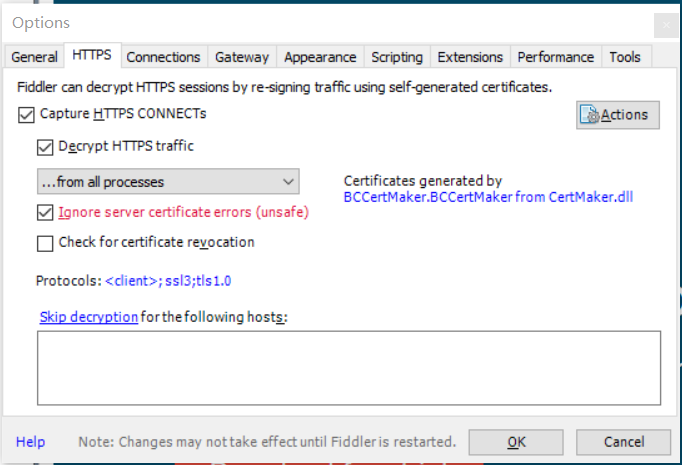 Options
General HTTPS Connections Gateway Appearance Scripting Extensions Performance Tools
Fiddler can decrypt HTTPS sessions by re-signing traffic using self-generated certificates.
Capture HTTPS CONNECTs
Actions
Decrypt HTTPS traffic
...from all processes
Certificates generated by
BCCertMaker.BCCertMaker from CertMaker.dll
Ignore server certificate errors (unsafe)
Check for certificate revocation
Protocols: <client>; ssl3;tls1.0
Skip decryption for the following hosts:
Help Note: Changes may not take effect until Fiddler is restarted. OK Cancel